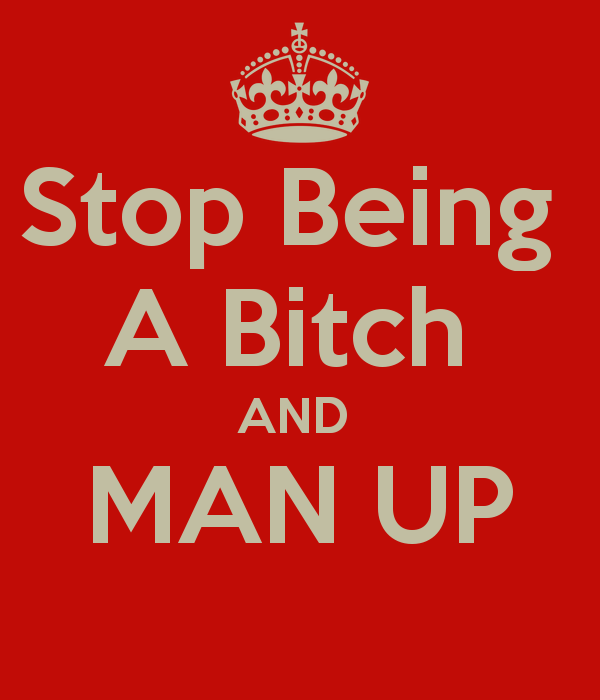 Stop Being
A Bitch
AND
MAN UP